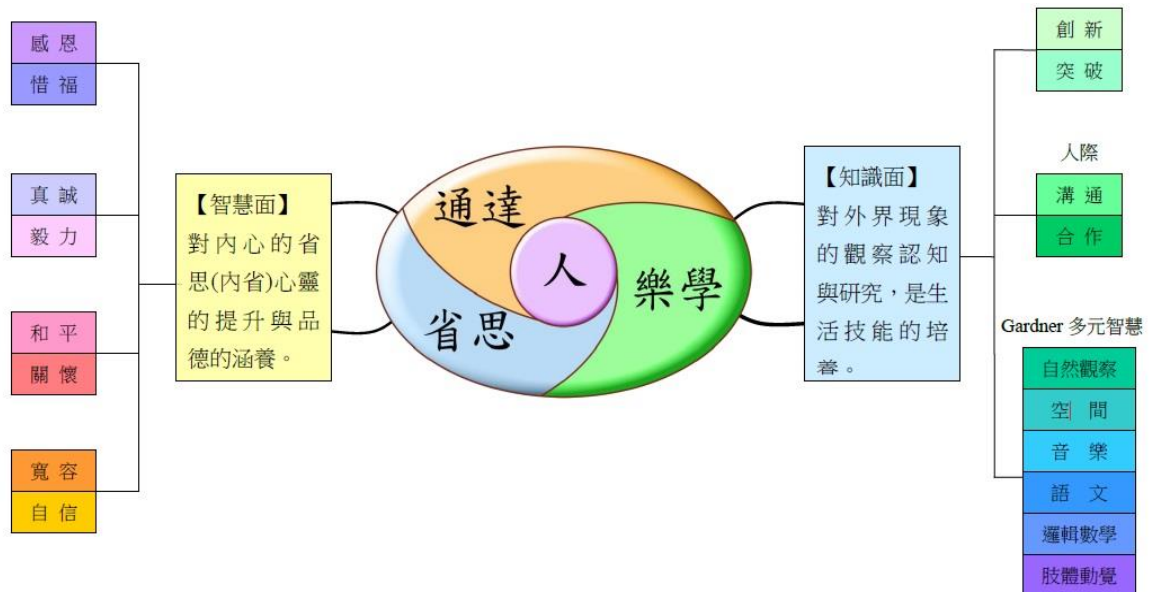 感恩
惜福
真誠
毅力
和平
關懷
寬容
自信
【智慧面】
對內心的省
思(內省)心靈
的提升與品
德的涵養。
通達
人
樂學
省思
【知識面】
對外界現象
的觀察認知
與研究，是生
活技能的培
養。
創新
突破
人際
溝通
合作
Gardner 多元智慧
自然觀察
空間
音樂
語文
邏輯數學
肢體動覺